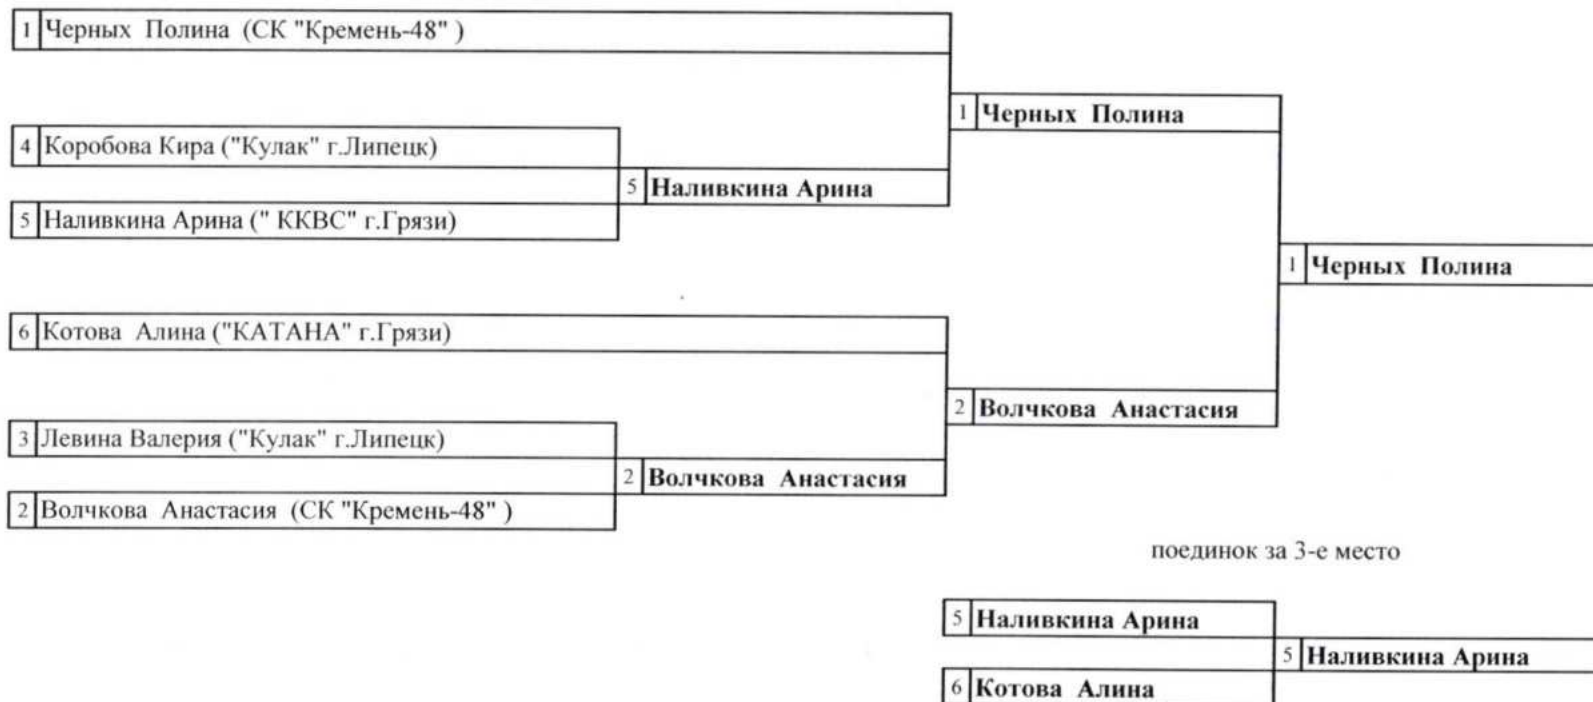 1 Черных Полина (СК "Кремень-48" )
1 Черных Полина
4 Коробова Кира ("Кулак" г.Липецк)
5 Наливкина Арина
5 Наливкина Арина (" ККВС" г.Грязи)
1 Черных Полина
6 Котова Алина ("КАТАНА" г.Грязи)
2 Волчкова Анастасия
3 Левина Валерия ("Кулак" г.Липецк)
2 Волчкова Анастасия
2 Волчкова Анастасия (СК "Кремень-48" )
поединок за 3-е место
5 Наливкина Арина
5 Наливкина Арина
6 Котова Алина